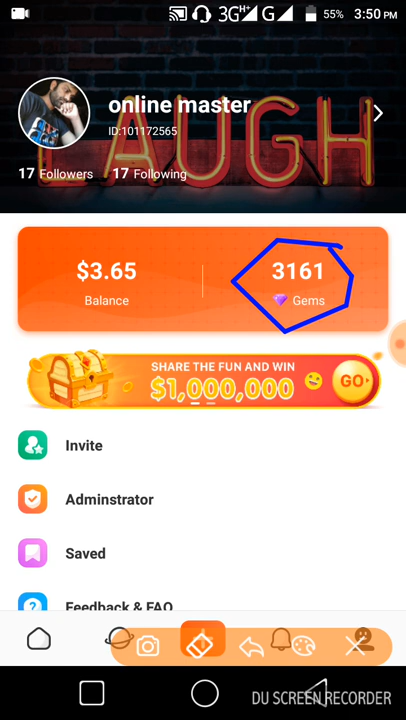 3G H+ G 55% 3:50 PM
LAUGH
online master
ID:101172565
17 Followers 17 Following
$3.65 3161
Balance Gems
SHARE THE FUN AND WIN
$1,000,000 GO
Invite
Adminstrator
Saved
Feedback & FAQ
DU SCREEN RECORDER